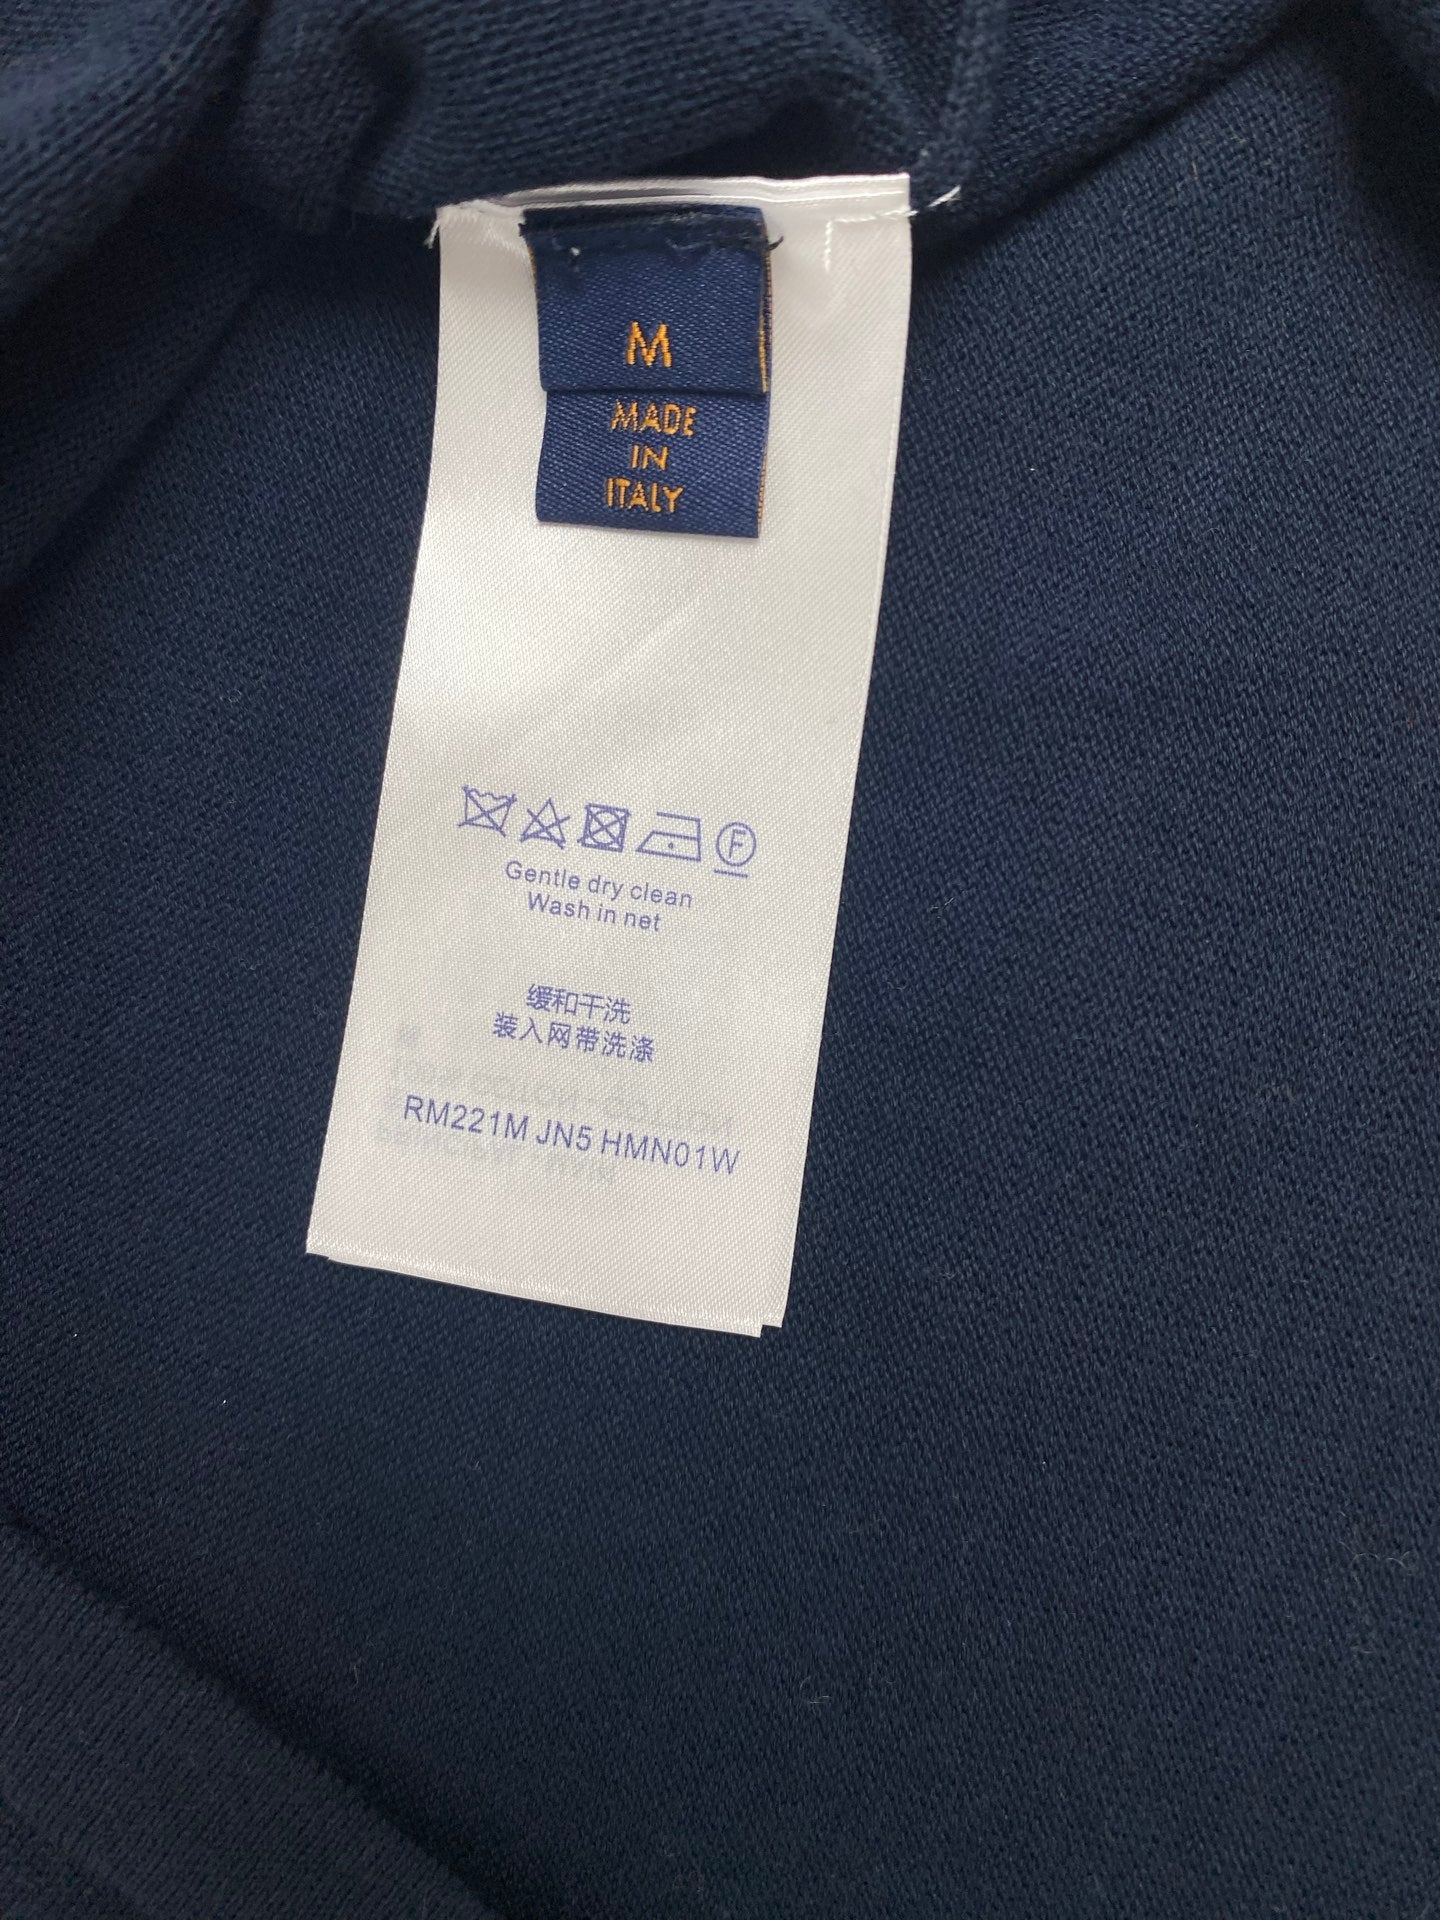 M
MADE
IN
ITALY
F
Gentle dry clean
Wash in net
缓和干洗
装入网带洗涤
RM221M JN5 HMN01W